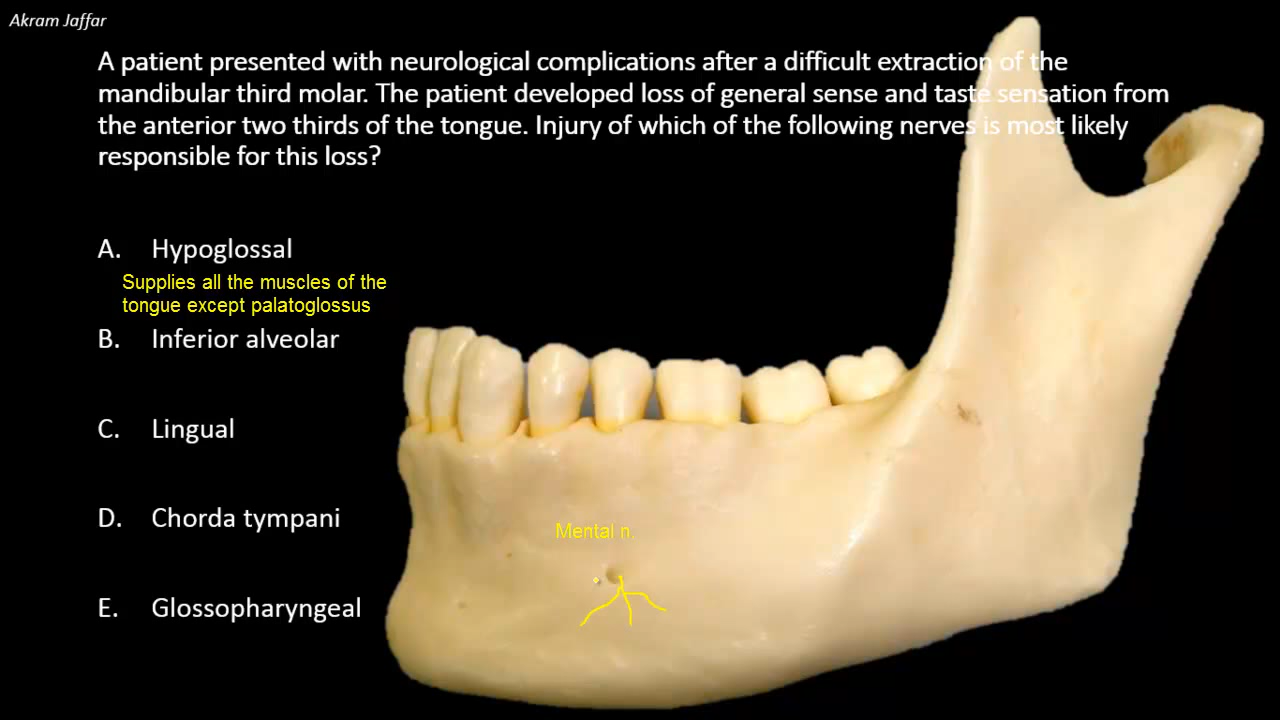 Akram Jaffar
A patient presented with neurological complications after a difficult extraction of the
mandibular third molar. The patient developed loss of general sense and taste sensation from
the anterior two thirds of the tongue. Injury of which of the following nerves is most likely
responsible for this loss?
A. Hypoglossal
Supplies all the muscles of the
tongue except palatoglossus
B. Inferior alveolar
C. Lingual
D. Chorda tympani
Mental n.
E. Glossopharyngeal